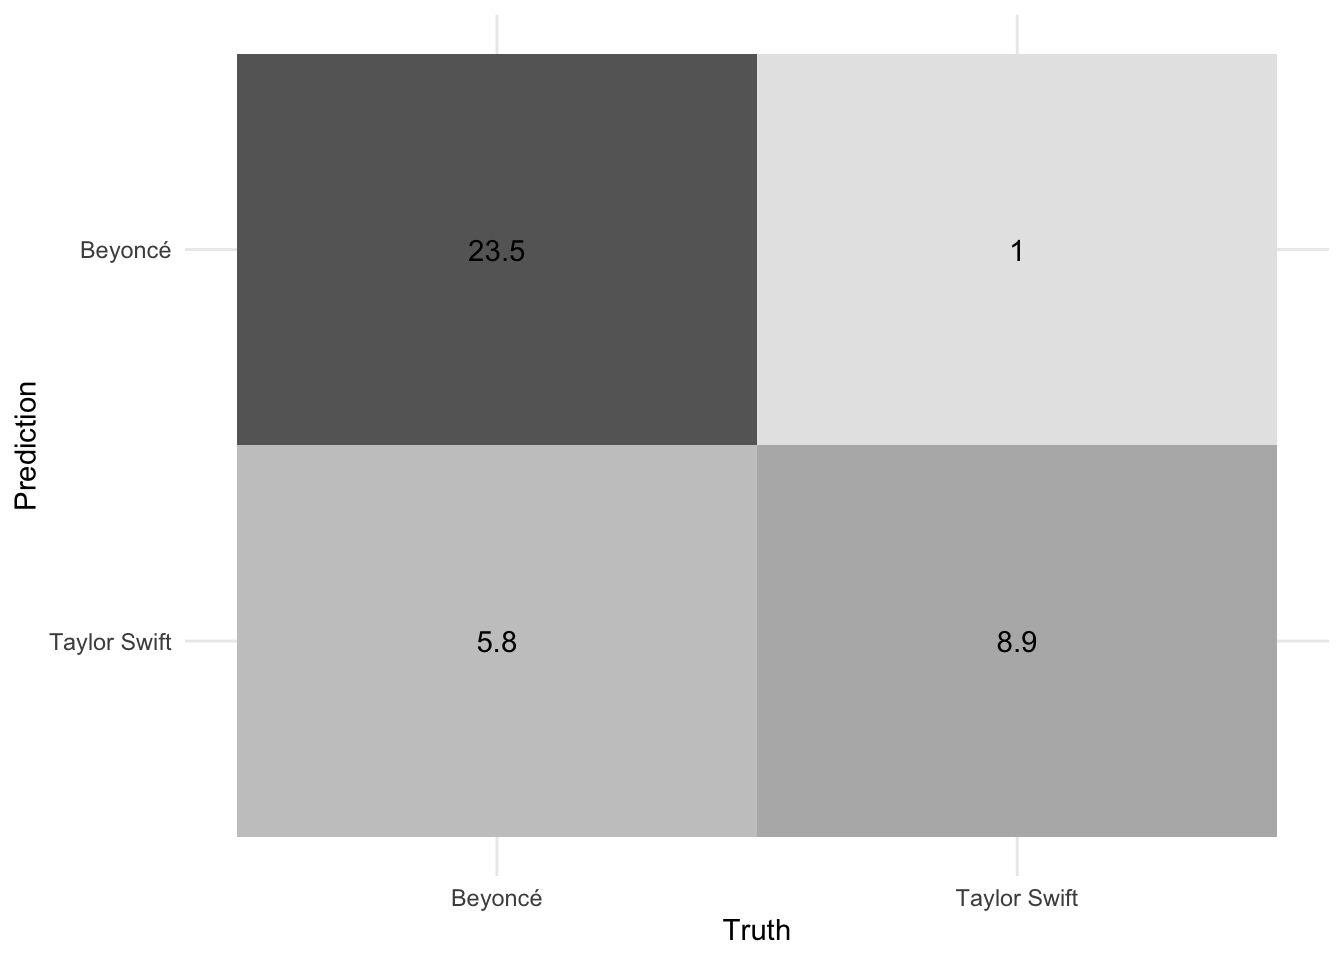 Beyoncé
23.5
1
Prediction
Taylor Swift
5.8
8.9
Beyoncé
Taylor Swift
Truth